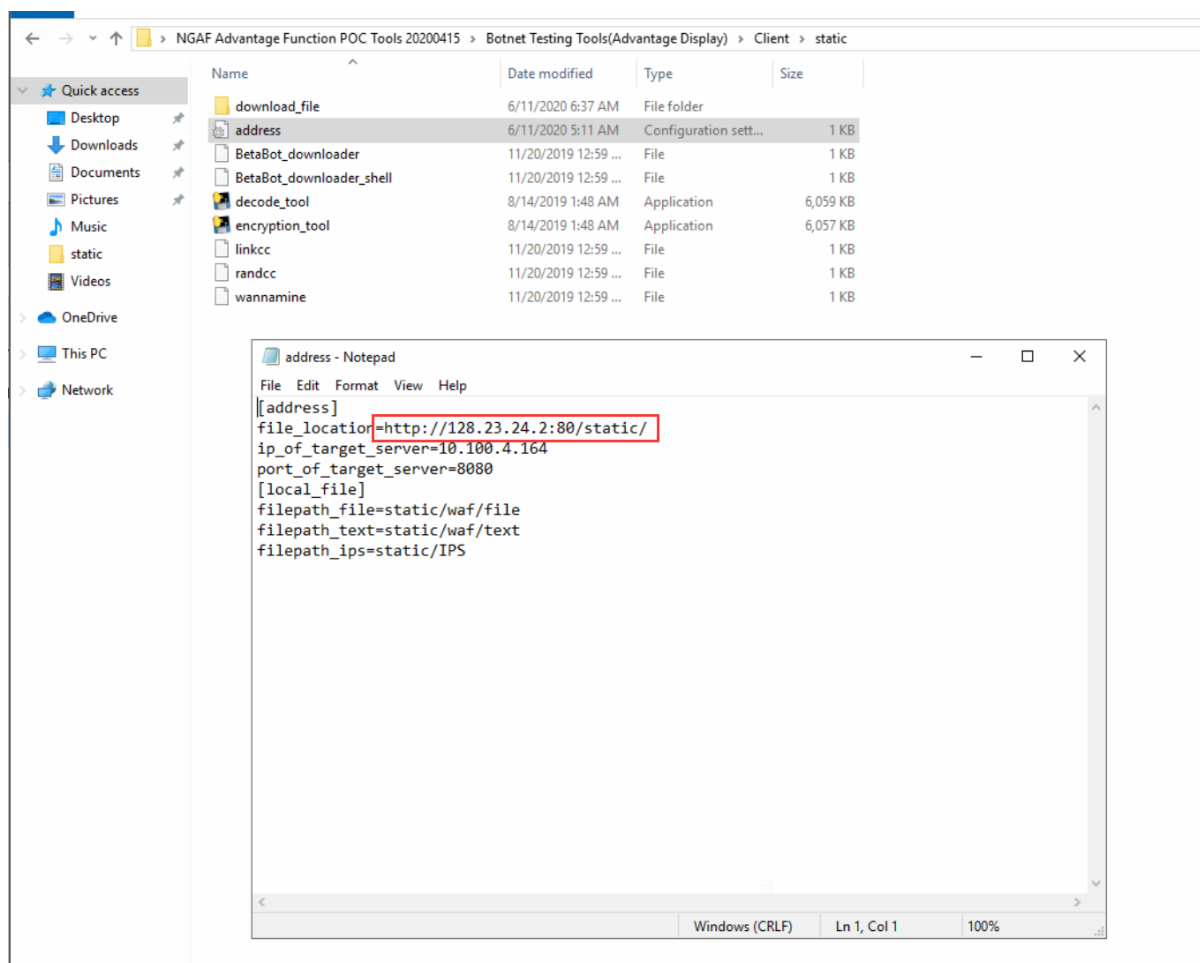 NGAF Advantage Function POC Tools 20200415 > Botnet Testing Tools(Advantage Display) > Client > static
Name Date modified Type Size
Quick access
Desktop
Downloads
Documents
Pictures
Music
static
Videos
OneDrive
This PC
Network
download_file 6/11/2020 6:37 AM File folder
address 6/11/2020 5:11 AM Configuration sett... 1 KB
BetaBot_downloader 11/20/2019 12:59 ... File 1 KB
BetaBot_downloader_shell 11/20/2019 12:59 ... File 1 KB
decode_tool 8/14/2019 1:48 AM Application 6,059 KB
encryption_tool 8/14/2019 1:48 AM Application 6,057 KB
linkcc 11/20/2019 12:59 ... File 1 KB
randcc 11/20/2019 12:59 ... File 1 KB
wannamine 11/20/2019 12:59 ... File 1 KB
address - Notepad
File Edit Format View Help
[address]
file_location=http://128.23.24.2:80/static/
ip_of_target_server=10.100.4.164
port_of_target_server=8080
[local_file]
filepath_file=static/waf/file
filepath_text=static/waf/text
filepath_ips=static/IPS
Windows (CRLF) Ln 1, Col 1 100%